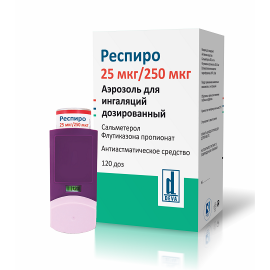 Респиро
25 мкг/250 мкг
Аэрозоль для
ингаляций
дозированный
Сальметерол
Флутиказона пропионат
Антиастматическое средство
120 доз
DEVA
Респиро
25 мкг/250 мкг